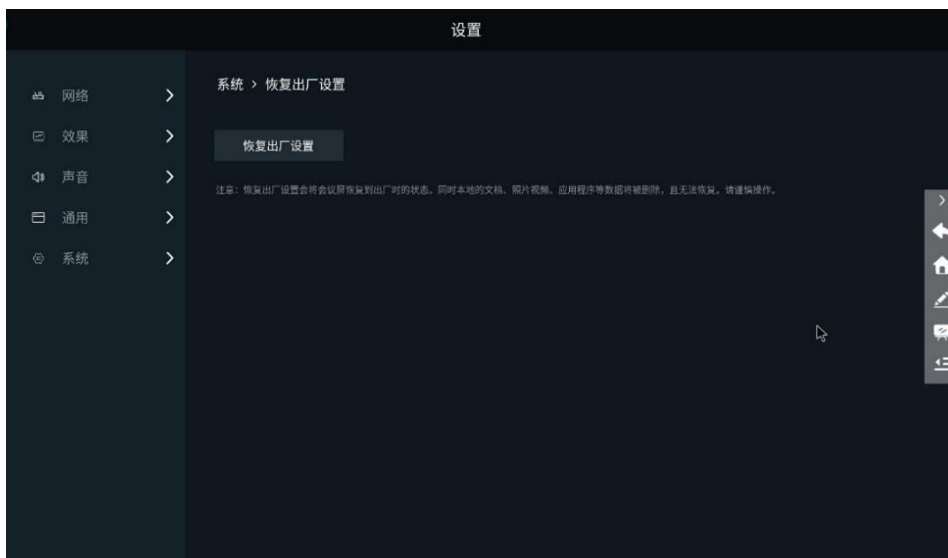 设置
网络
效果
声音
通用
系统
系统 > 恢复出厂设置
恢复出厂设置
注意：恢复出厂设置会将会议屏恢复到出厂时的状态。同时本地的文档、照片视频、应用程序等数据将被删除，且无法恢复。请谨慎操作。